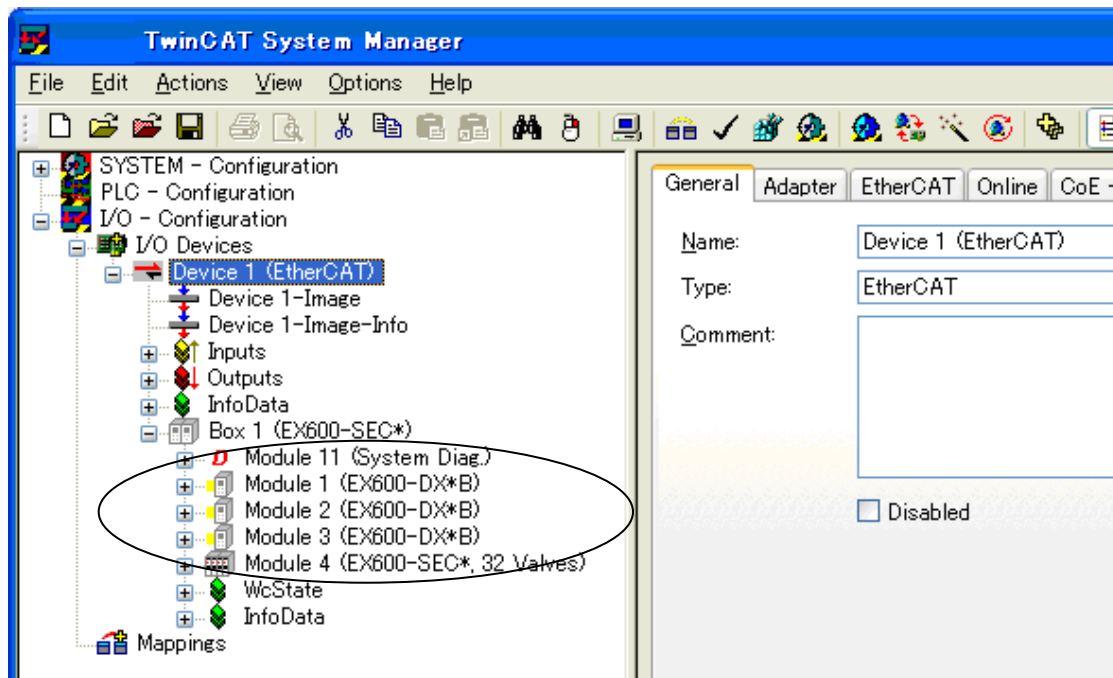 TwinCAT System Manager
File Edit Actions View Options Help
SYSTEM - Configuration
PLC - Configuration
I/O - Configuration
I/O Devices
Device 1 (EtherCAT)
Device 1-Image
Device 1-Image-Info
Inputs
Outputs
InfoData
Box 1 (EX600-SEC*)
Module 11 (System Diag.)
Module 1 (EX600-DX*B)
Module 2 (EX600-DX*B)
Module 3 (EX600-DX*B)
Module 4 (EX600-SEC*, 32 Valves)
WcState
InfoData
Mappings
General Adapter EtherCAT Online CoE -
Name: Device 1 (EtherCAT)
Type: EtherCAT
Comment:
Disabled